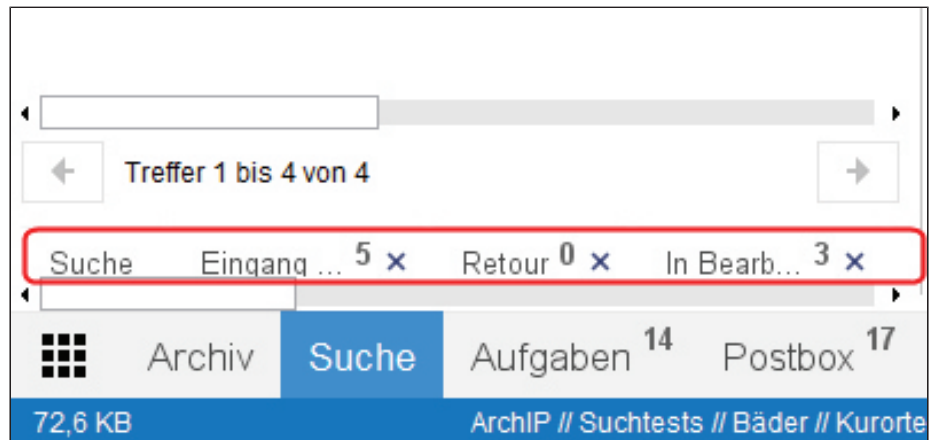 Treffer 1 bis 4 von 4
Suche Eingang ... 5 × Retour 0 × In Bearb... 3 ×
Archiv Suche Aufgaben 14 Postbox 17
72,6 KB ArchIP // Suchtests // Bäder // Kurorte